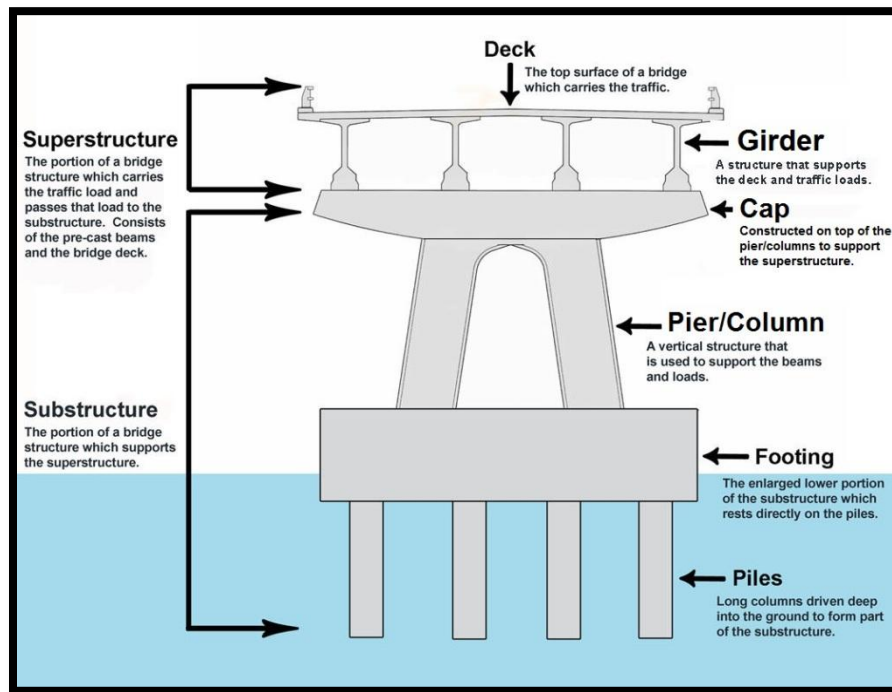 Deck
The top surface of a bridge
which carries the traffic.
Superstructure
The portion of a bridge
structure which carries
the traffic load and
passes that load to the
substructure.  Consists
of the pre-cast beams
and the bridge deck.
Girder
A structure that supports
the deck and traffic loads.
Cap
Constructed on top of the
pier/columns to support
the superstructure.
Pier/Column
A vertical structure that
is used to support the beams
and loads.
Substructure
The portion of a bridge
structure which supports
the superstructure.
Footing
The enlarged lower portion
of the substructure which
rests directly on the piles.
Piles
Long columns driven deep
into the ground to form part
of the substructure.